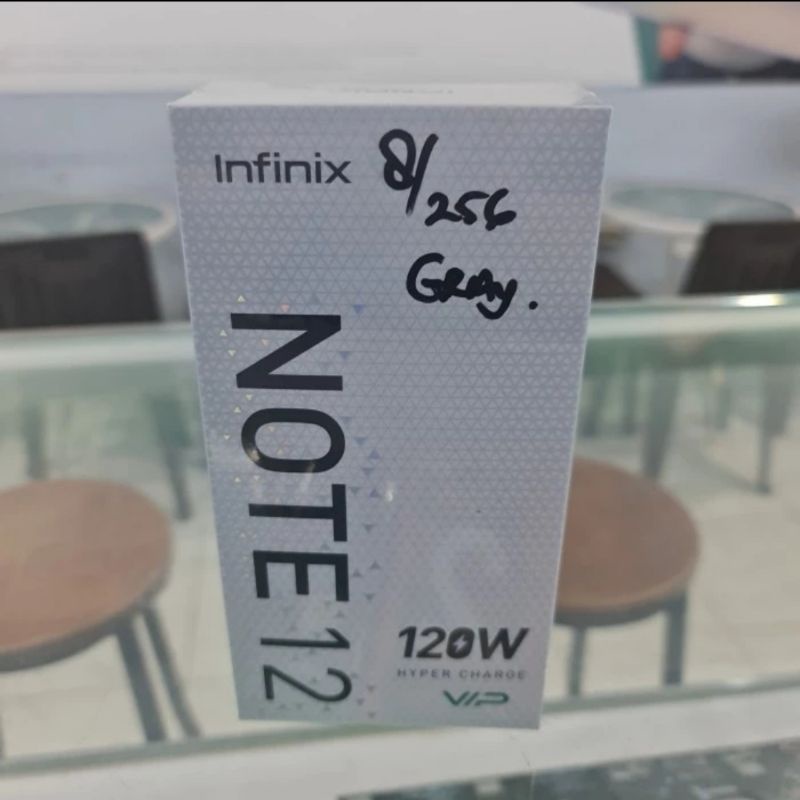 Infinix
8/256
GRAY.
NOTE 12
120W
HYPER CHARGE
VIP